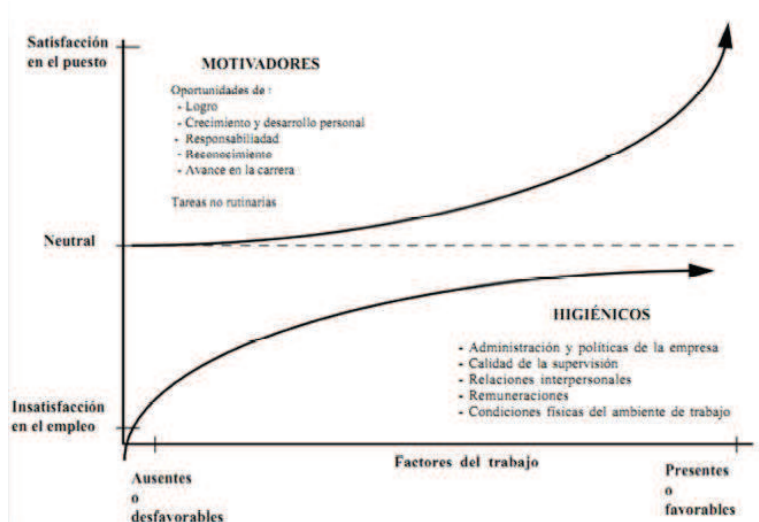 Satisfacción
en el puesto
MOTIVADORES
Oportunidades de :
- Logro
- Crecimiento y desarrollo personal
- Responsabiliadad
- Reconocimiento
- Avance en la carrera
Tareas no rutinarias
Neutral
HIGIÉNICOS
- Administración y políticas de la empresa
- Calidad de la supervisión
- Relaciones interpersonales
- Remuneraciones
- Condiciones físicas del ambiente de trabajo
Insatisfacción
en el empleo
Factores del trabajo
Ausentes
o
desfavorables
Presentes
o
favorables